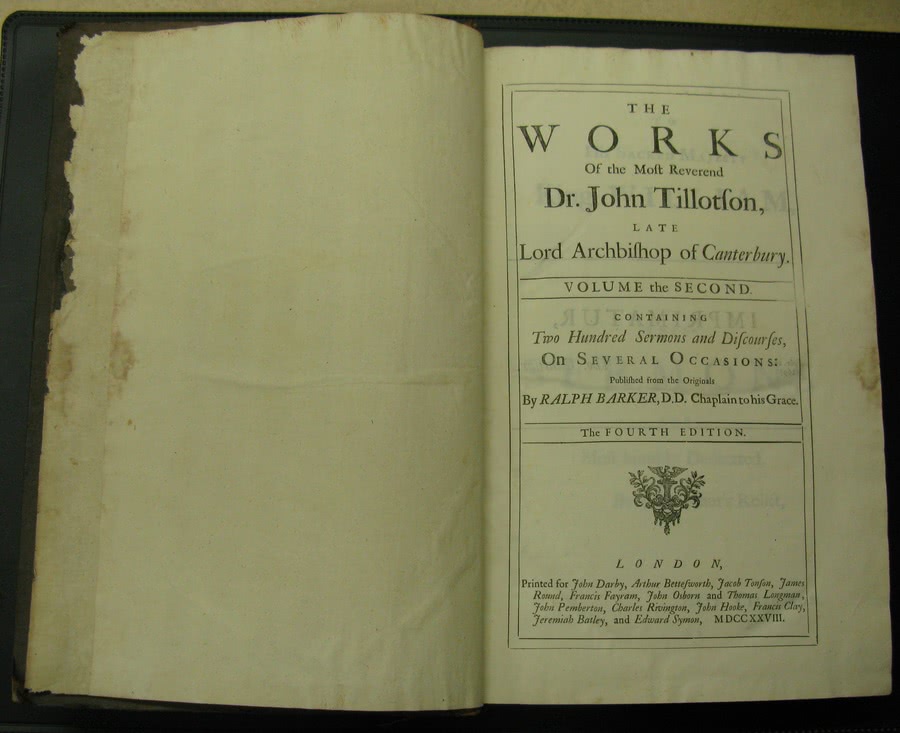 THE
WORKS
Of the Moſt Reverend
Dr. John Tillotſon,
LATE
Lord Archbiſhop of Canterbury.
VOLUME the SECOND.
CONTAINING
Two Hundred Sermons and Diſcourſes,
On SEVERAL OCCASIONS:
Publiſhed from the Originals
By RALPH BARKER, D.D. Chaplain to his Grace.
The FOURTH EDITION.
LONDON,
Printed for John Darby, Arthur Betteſworth, Jacob Tonſon, James
Round, Francis Fayram, John Osborn and Thomas Longman,
John Pemberton, Charles Rivington, John Hooke, Francis Clay,
Jeremiah Batley, and Edward Symon, MDCCXXVIII.
IMPRIMATUR,